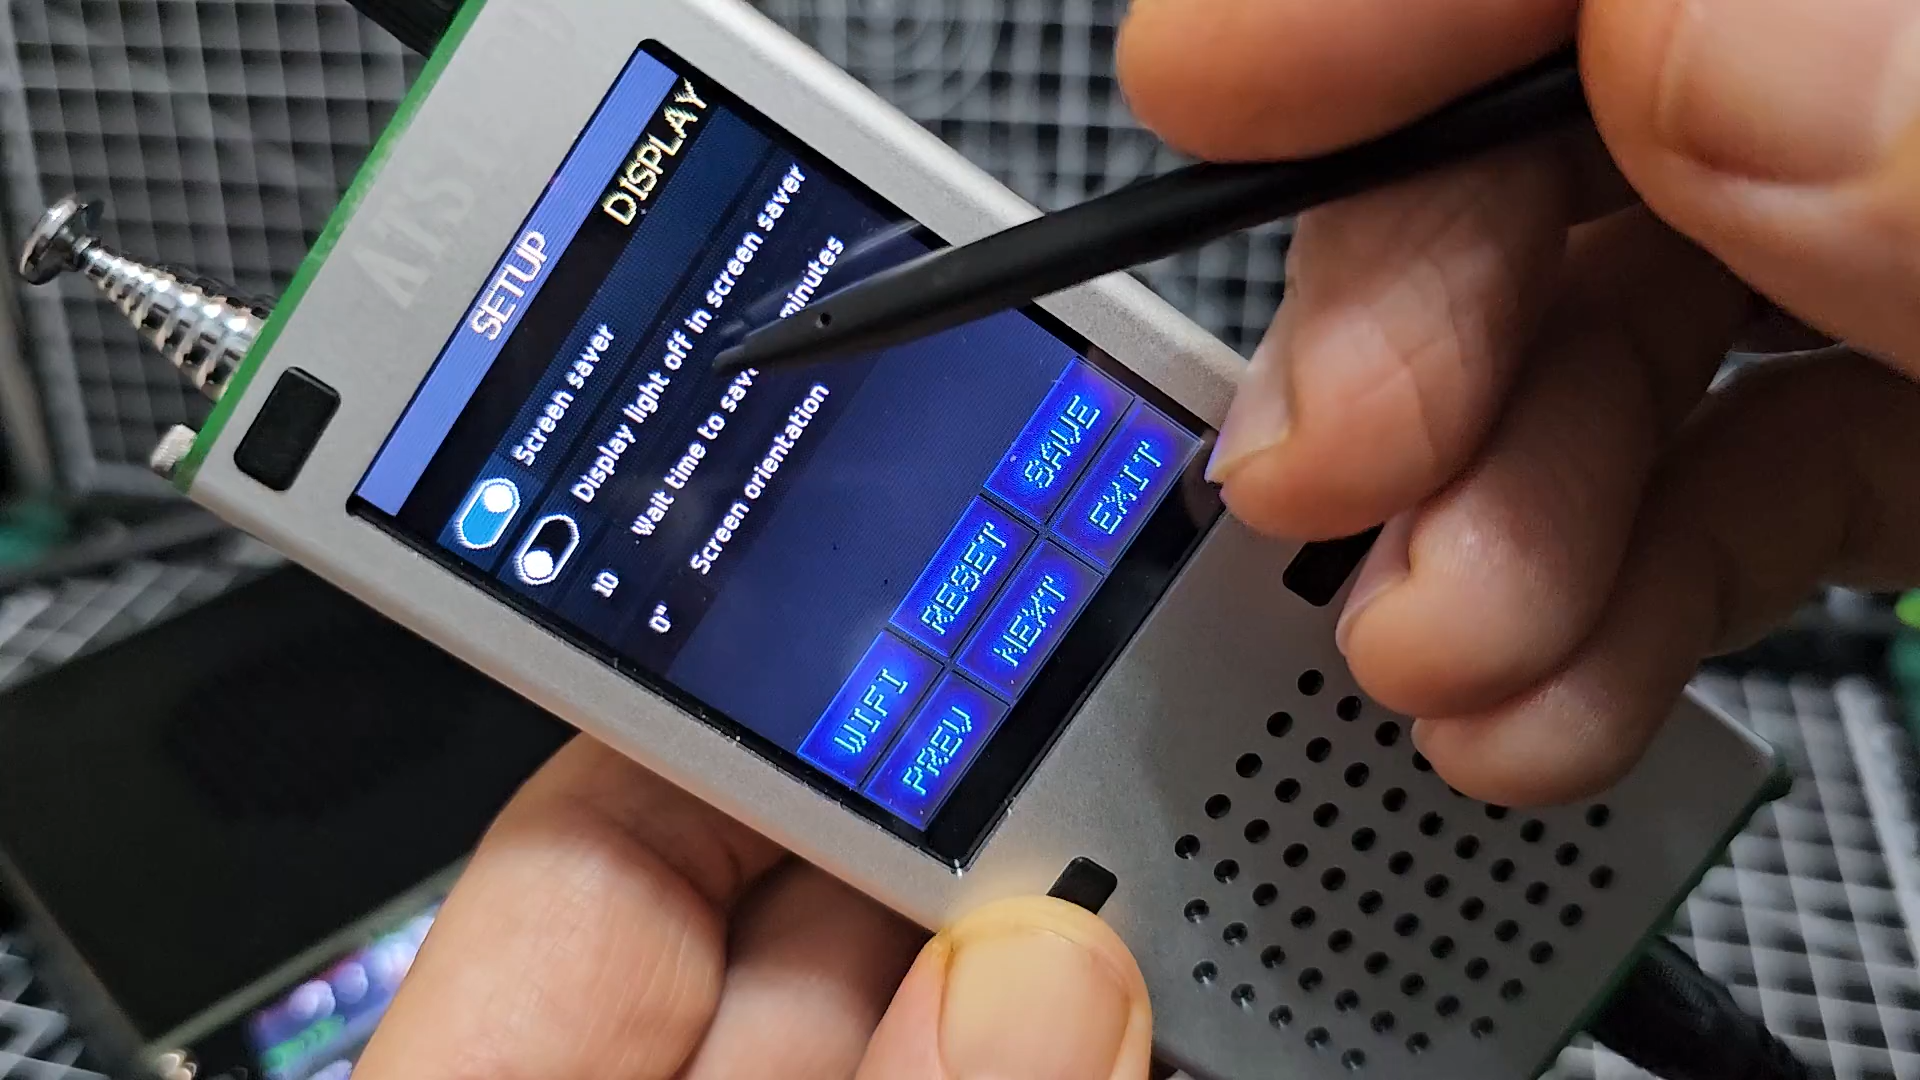 ATS
SETUP
DISPLAY
Screen saver
Display light off in screen saver
10 Wait time to minutes
0° Screen orientation
WIFI RESET SAVE
PREV NEXT EXIT